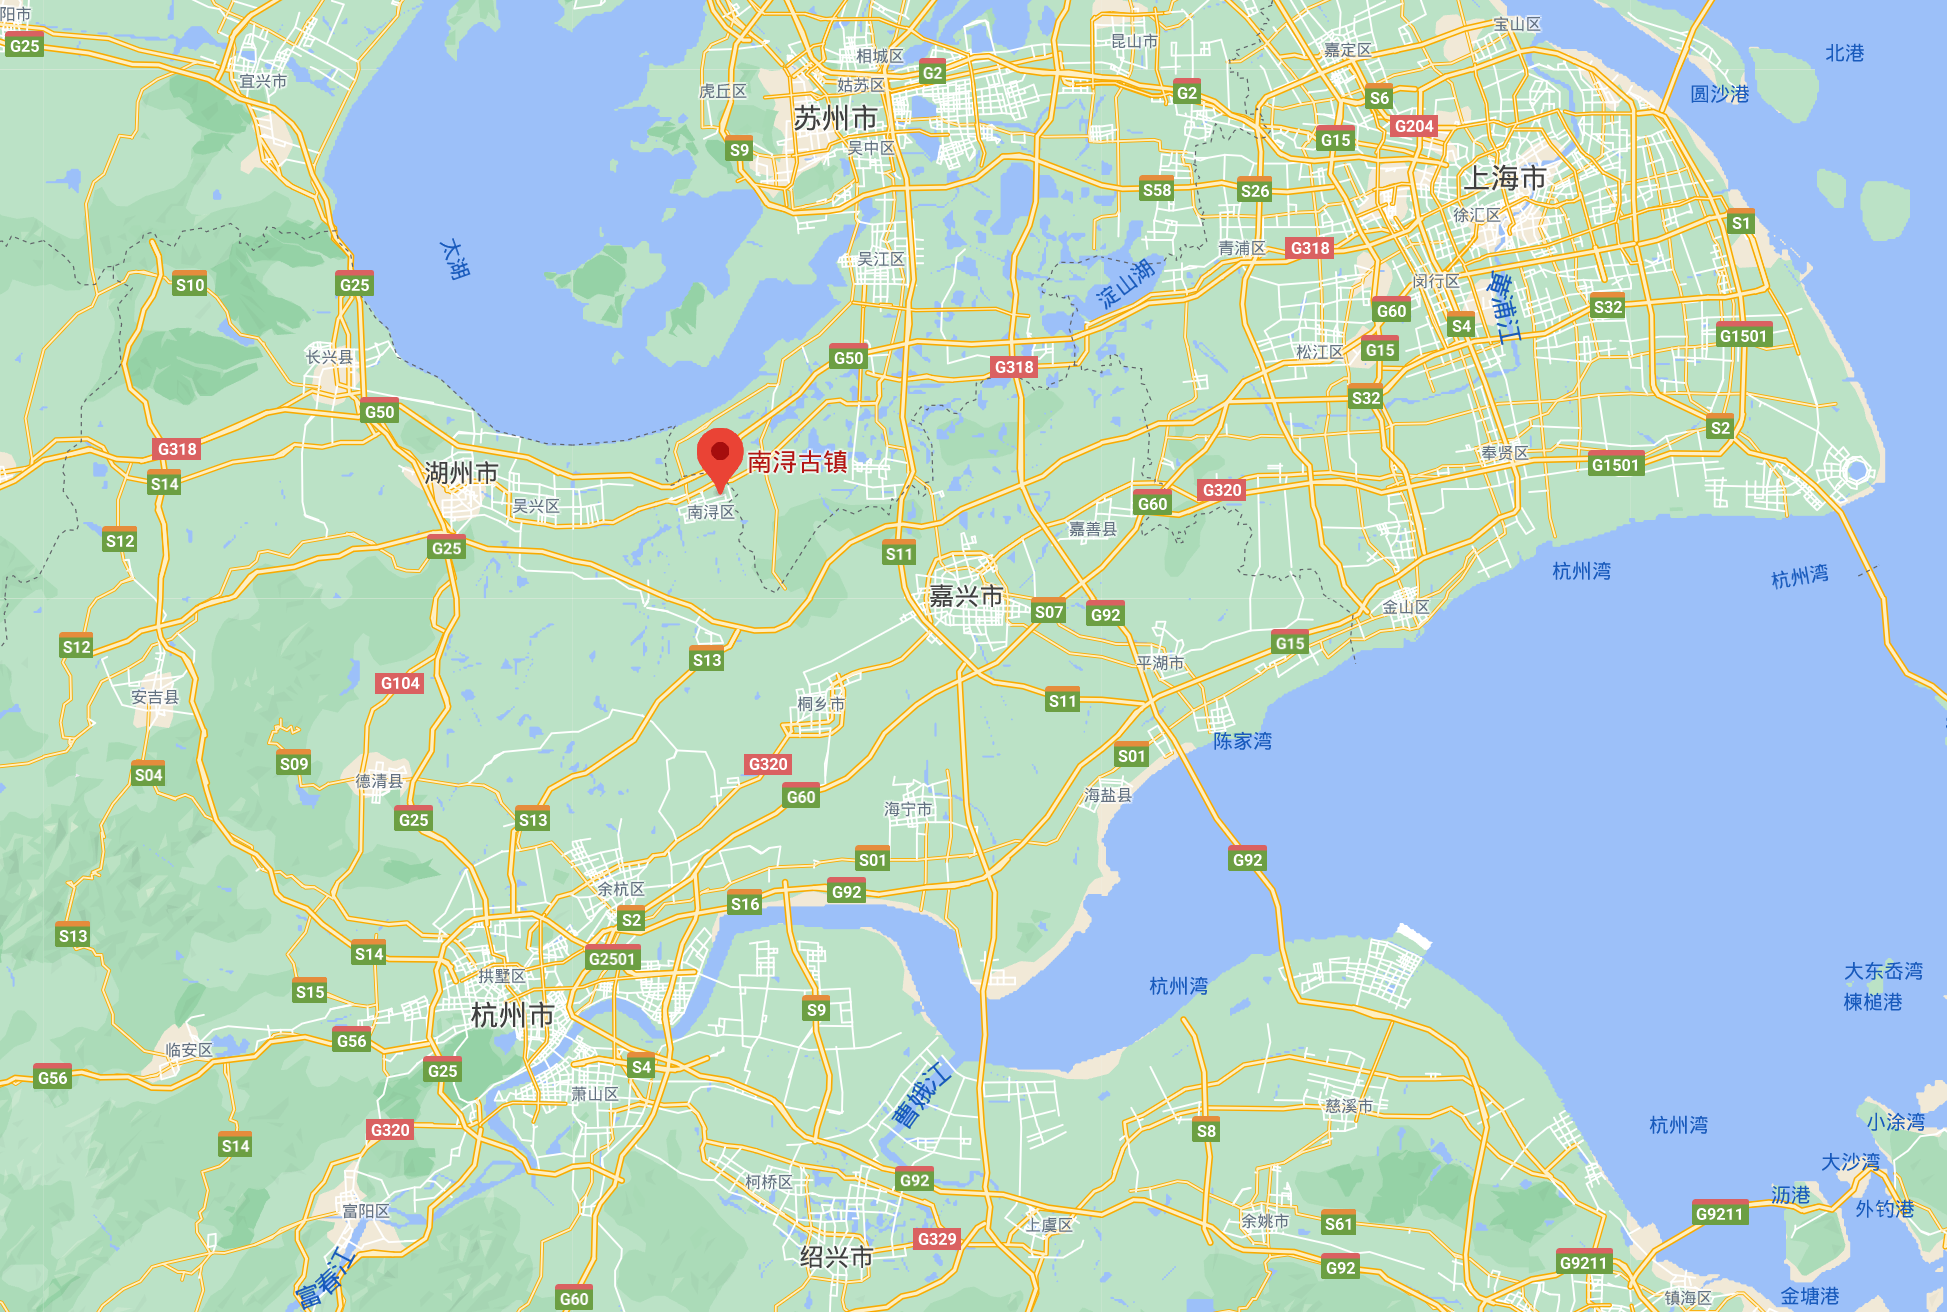 阳市
G25
宜兴市
相城区
姑苏区
虎丘区
G2
昆山市
G2
嘉定区
宝山区
北港
圆沙港
苏州市
S9
吴中区
S6
G204
G15
上海市
S58
S26
徐汇区
S1
太湖
吴江区
青浦区
G318
淀山湖
闵行区
黄浦江
S10
G25
G60
S4
S32
长兴县
G50
G318
松江区
G15
G1501
G50
S32
S2
G318
S14
湖州市
南浔古镇
奉贤区
G1501
G320
G60
吴兴区
南浔区
嘉善县
S12
G25
S11
杭州湾
杭州湾
嘉兴市
S07
G92
金山区
S12
S13
G15
平湖市
安吉县
G104
桐乡市
S11
陈家湾
S09
S04
G320
S01
德清县
G60
海盐县
G25
S13
海宁市
S01
G92
余杭区
G92
S16
S2
S13
S14
G2501
拱墅区
杭州湾
大东岙湾
S15
杭州市
S9
楝槌港
G56
临安区
G56
G25
S4
萧山区
曹娥江
慈溪市
G320
S14
S8
杭州湾
小涂湾
大沙湾
柯桥区
G92
沥港
富阳区
上虞区
余姚市
S61
G9211
外钓港
G329
绍兴市
富春江
G92
G9211
G60
镇海区
金塘港